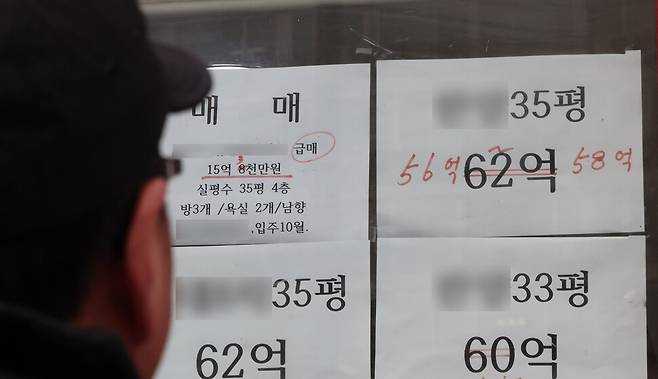 매 매
급매
3
15억 8천만원
실평수 35평 4층
방3개 /욕실 2개/남향
,입주10월.
35평
56억 62억 58억
35평
62억
33평
60억